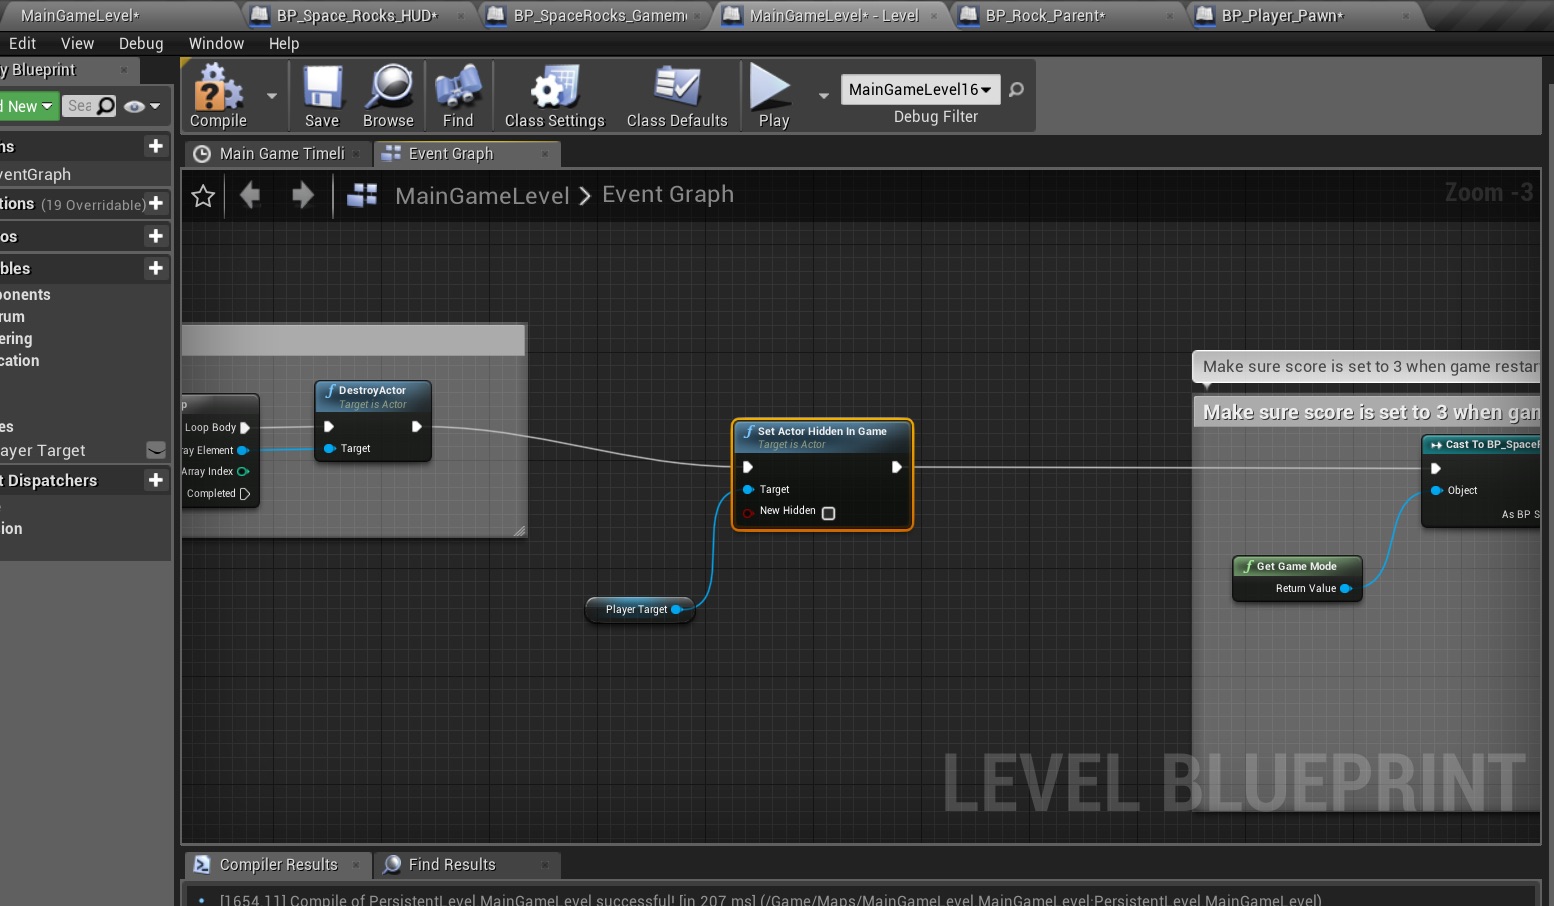 MainGameLevel*
BP_Space_Rocks_HUD*
BP_SpaceRocks_Gamem
MainGameLevel* - Level
BP_Rock_Parent*
BP_Player_Pawn*
Edit View Debug Window Help
y Blueprint
d New
Sea
Compile
Save
Browse
Find
Class Settings
Class Defaults
Play
MainGameLevel16
Debug Filter
ns
ventGraph
tions (19 Overridable)
os
bles
ponents
rum
ering
cation
es
ayer Target
t Dispatchers
ion
Main Game Timeli
Event Graph
MainGameLevel > Event Graph
Zoom -3
p
Loop Body
ray Element
Array Index
Completed
DestroyActor
Target is Actor
Target
Set Actor Hidden In Game
Target is Actor
Target
New Hidden
Player Target
Make sure score is set to 3 when game restar
Make sure score is set to 3 when gam
Cast To BP_SpaceR
Object
As BP S
Get Game Mode
Return Value
LEVEL BLUEPRINT
Compiler Results
Find Results
[1654.11] Compile of PersistentLevel MainGameLevel successful! [in 207 ms] (/Game/Maps/MainGameLevel.MainGameLevel:PersistentLevel.MainGameLevel)